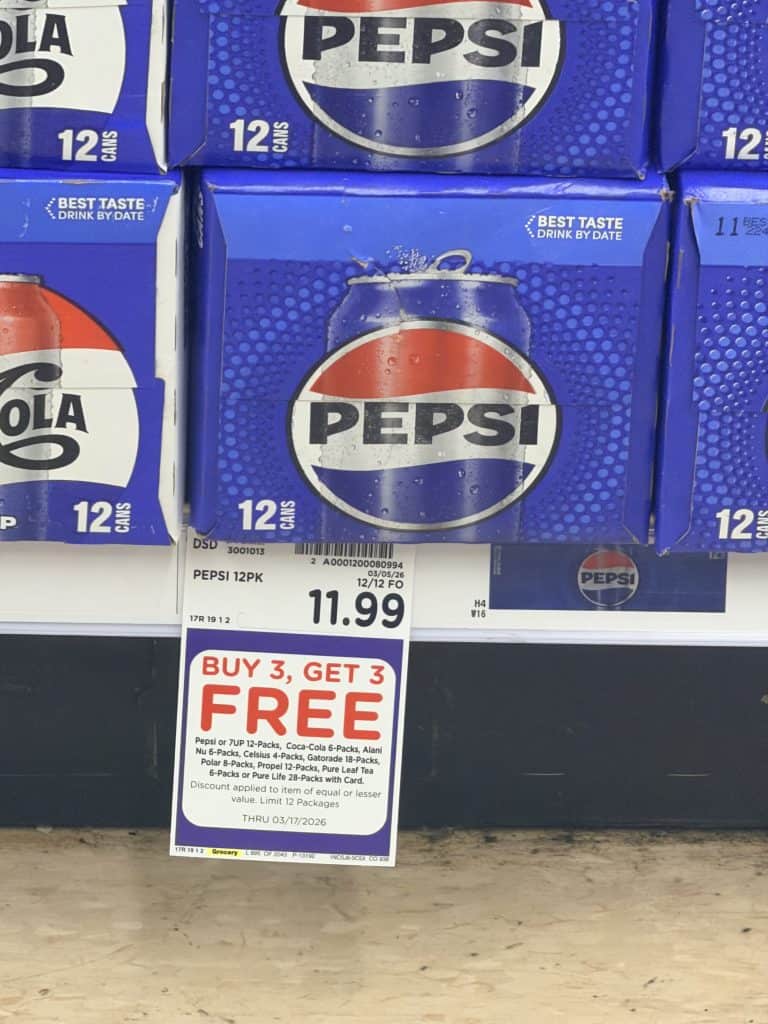 OLA
PEPSI
12 CANS
12 CANS
12
BEST TASTE
DRINK BY DATE
BEST TASTE
DRINK BY DATE
11
OLA
PEPSI
P
12 CANS
12 CANS
12 CANS
DSD
3001013
2 A0001200080994
03/05/26
PEPSI 12PK
12/12 FO
11.99
17R 19 1 2
H4
W16
PEPSI
BUY 3, GET 3
FREE
Pepsi or 7UP 12-Packs, Coca-Cola 6-Packs, Alani
Nu 6-Packs, Celsius 4-Packs, Gatorade 18-Packs,
Polar 8-Packs, Propel 12-Packs, Pure Leaf Tea
6-Packs or Pure Life 28-Packs with Card.
Discount applied to item of equal or lesser
value. Limit 12 Packages
THRU 03/17/2026
17R 19 1 2 Grocery